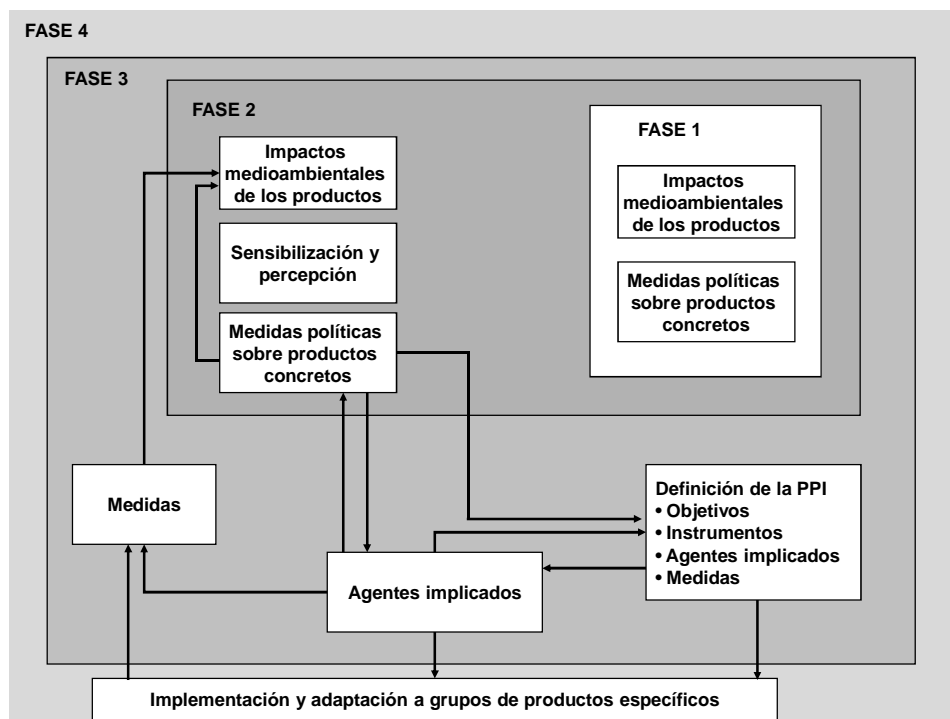 FASE 4
FASE 3
FASE 2
Impactos
medioambientales
de los productos
Sensibilización y
percepción
Medidas políticas
sobre productos
concretos
FASE 1
Impactos
medioambientales
de los productos
Medidas políticas
sobre productos
concretos
Medidas
Agentes implicados
Definición de la PPI
• Objetivos
• Instrumentos
• Agentes implicados
• Medidas
Implementación y adaptación a grupos de productos específicos